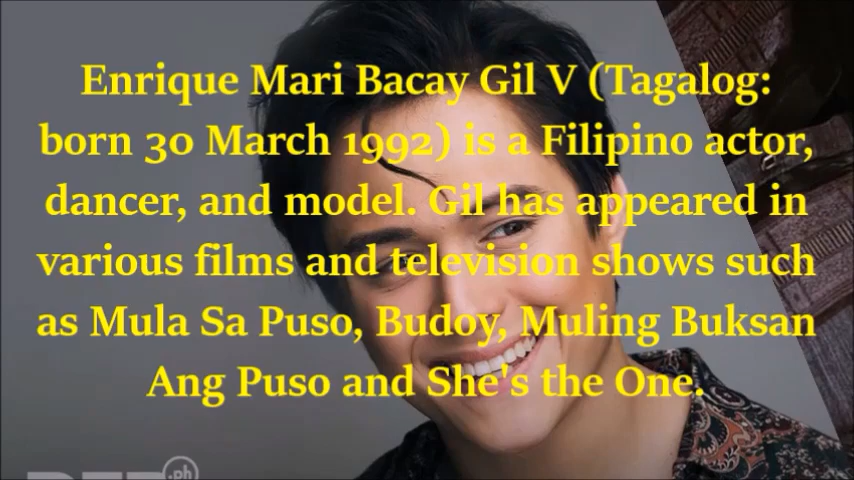 Enrique Mari Bacay Gil V (Tagalog:
born 30 March 1992) is a Filipino actor,
dancer, and model. Gil has appeared in
various films and television shows such
as Mula Sa Puso, Budoy, Muling Buksan
Ang Puso and She's the One.
.ph